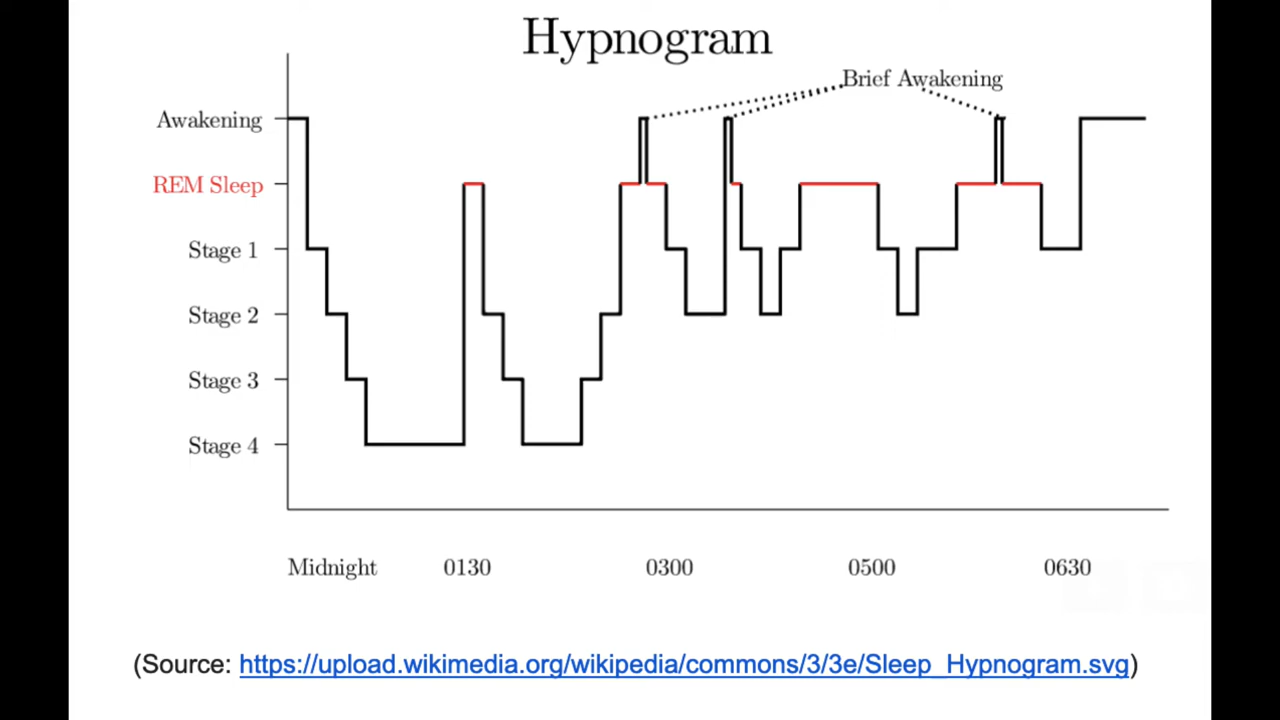 Hypnogram
Brief Awakening
Awakening
REM Sleep
Stage 1
Stage 2
Stage 3
Stage 4
Midnight 0130 0300 0500 0630
(Source: https://upload.wikimedia.org/wikipedia/commons/3/3e/Sleep_Hypnogram.svg)